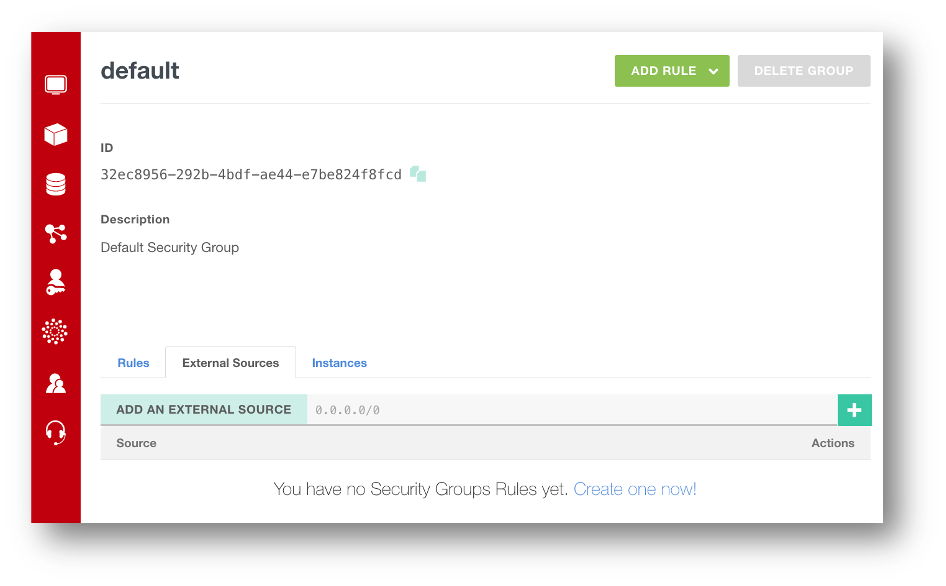 default
ADD RULE
DELETE GROUP
ID
32ec8956-292b-4bdf-ae44-e7be824f8fcd
Description
Default Security Group
Rules External Sources Instances
ADD AN EXTERNAL SOURCE 0.0.0.0/0
Source Actions
You have no Security Groups Rules yet. Create one now!